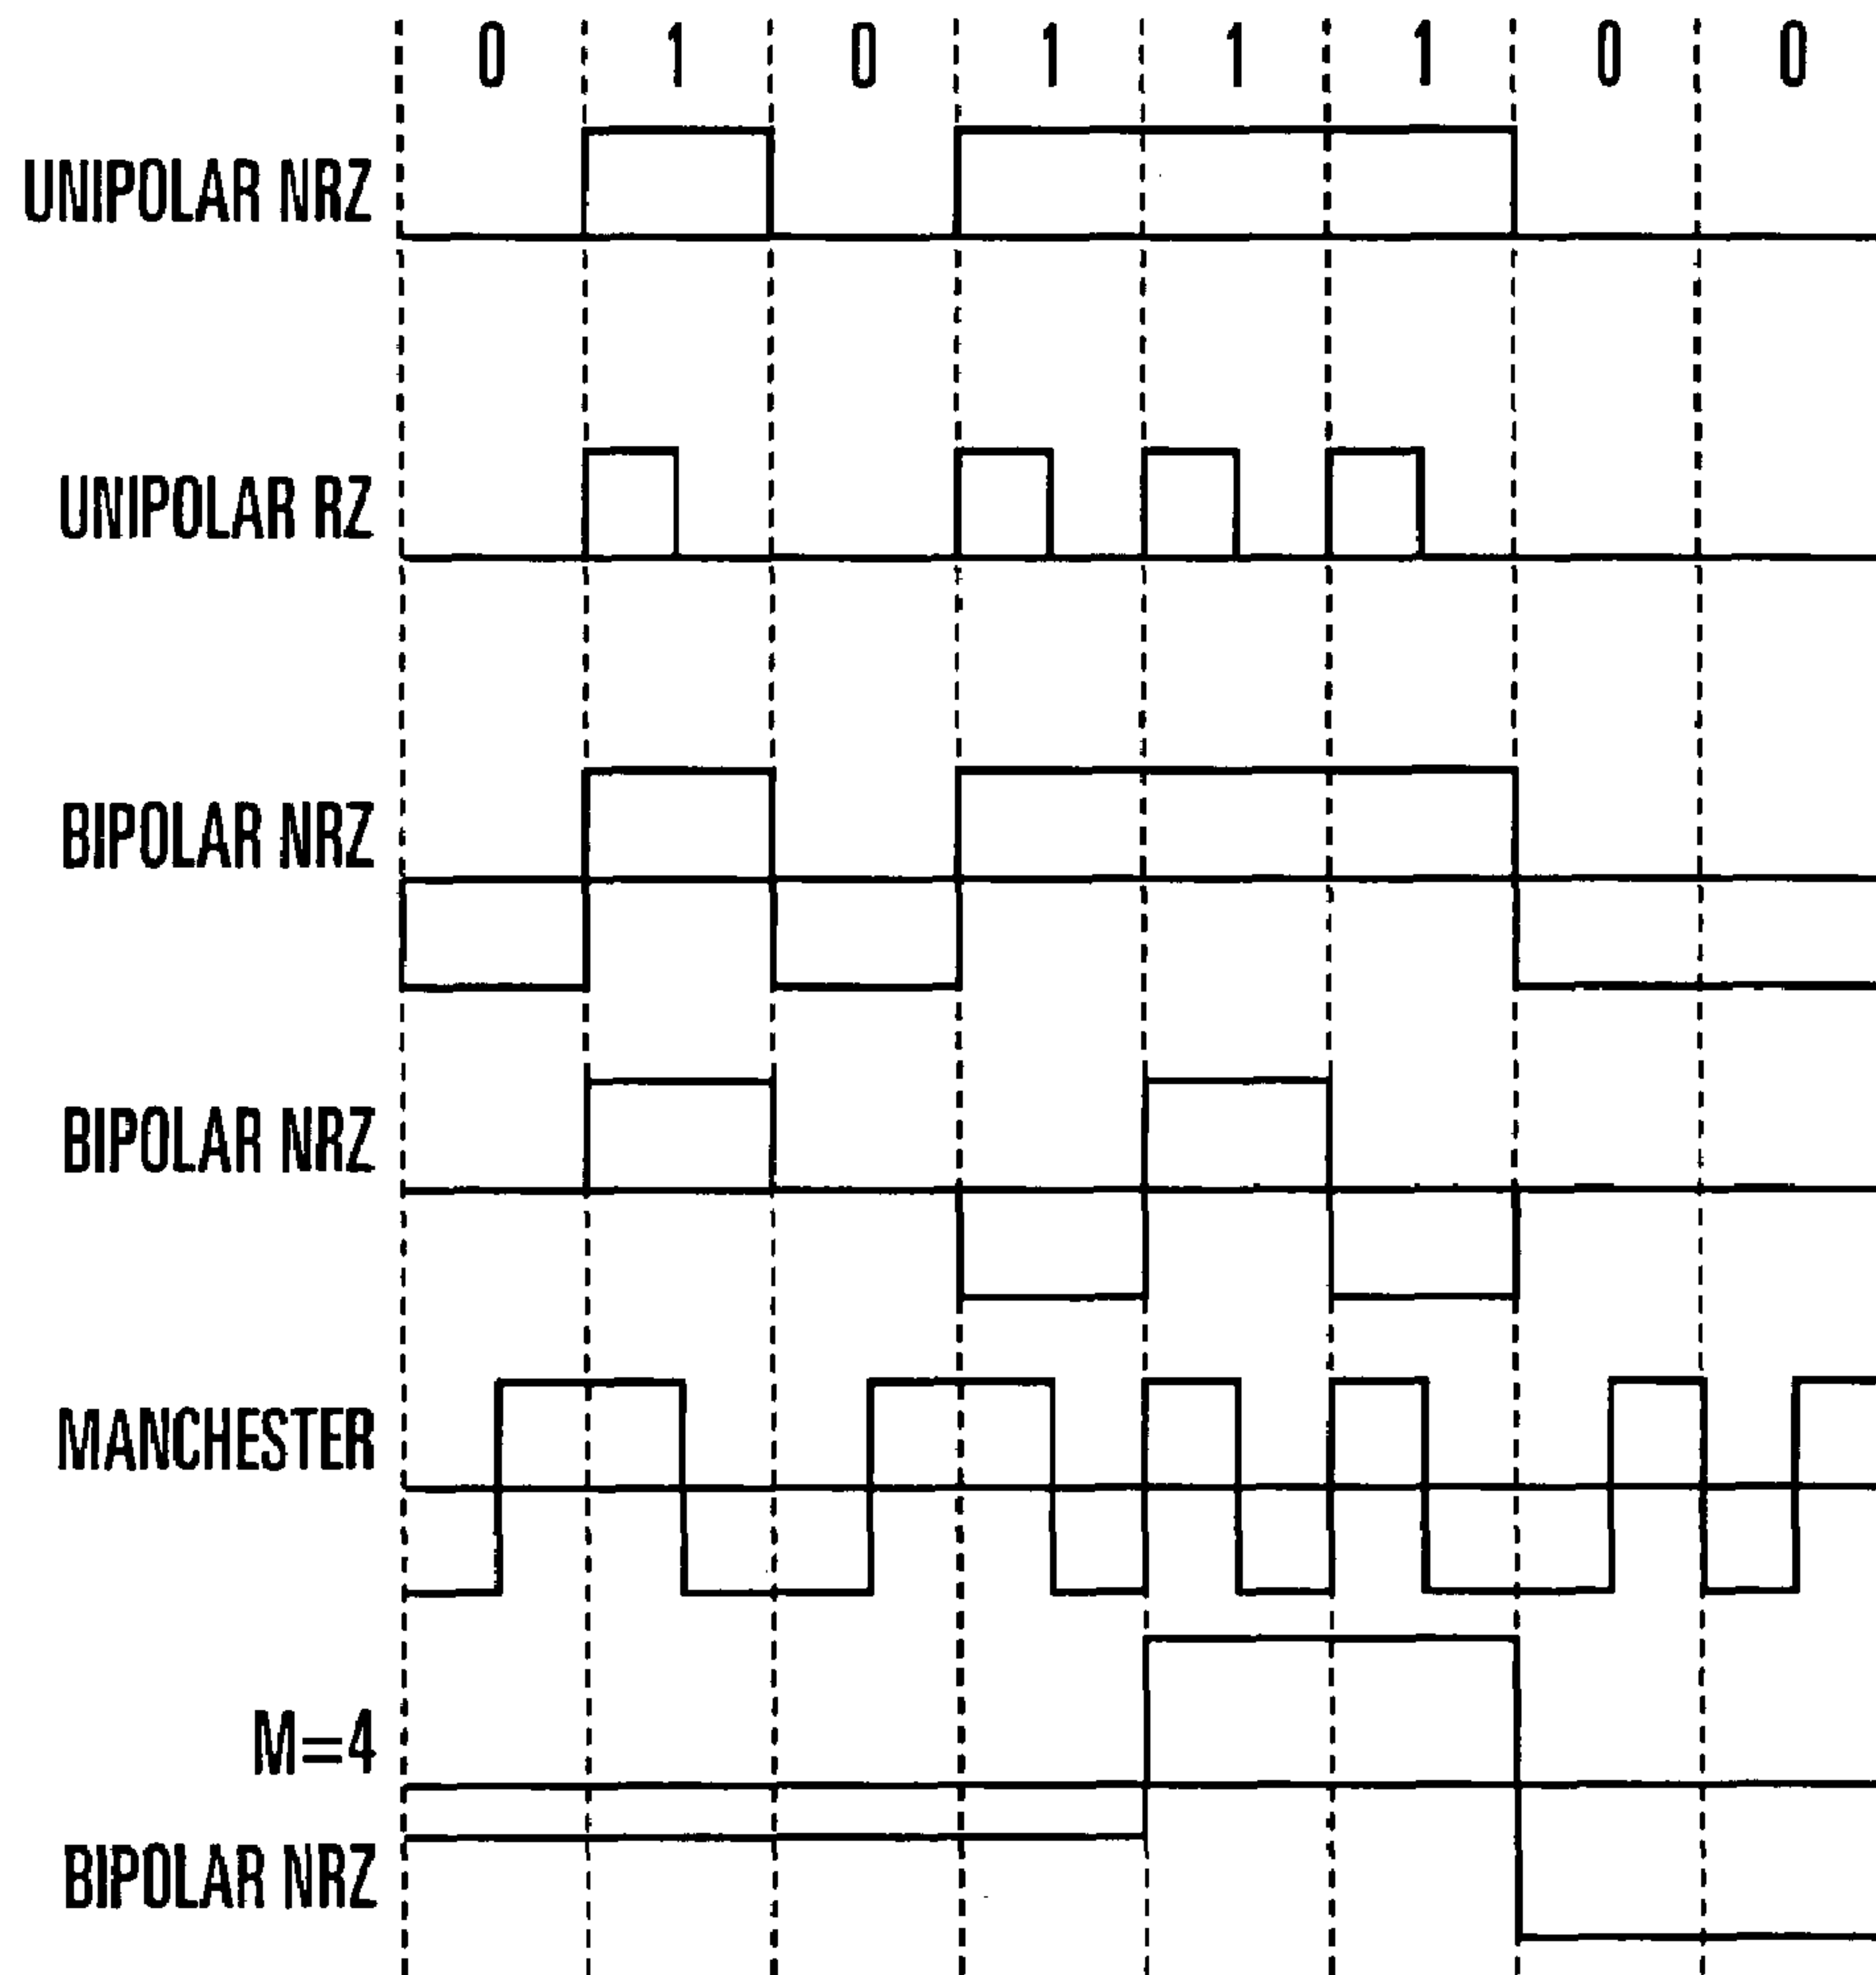 0 1 0 1 1 1 0 0
UNIPOLAR NRZ
UNIPOLAR RZ
BIPOLAR NRZ
BIPOLAR NRZ
MANCHESTER
M=4
BIPOLAR NRZ